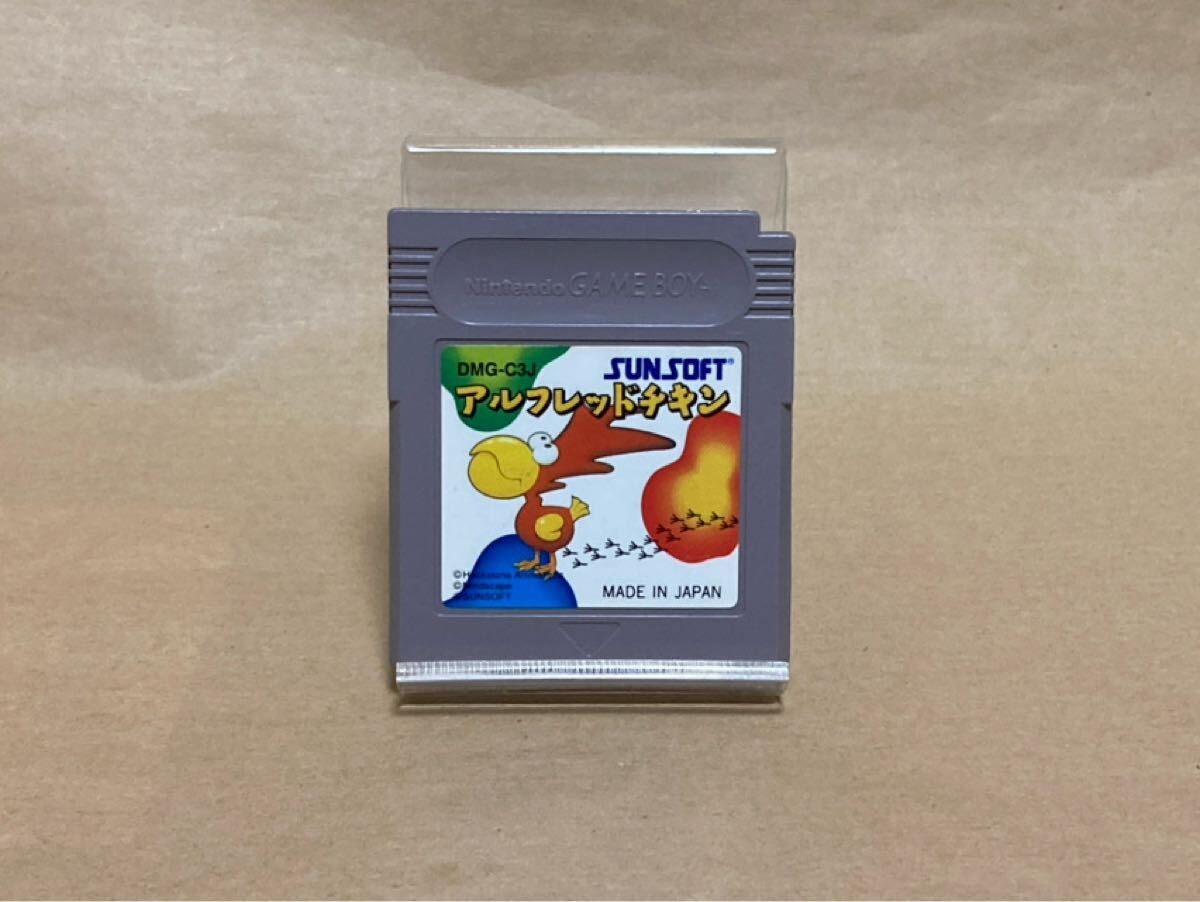 Nintendo GAME BOY
DMG-C3J
SUNSOFT®
アルフレッドチキン
©Mindscape
©SUNSOFT
MADE IN JAPAN